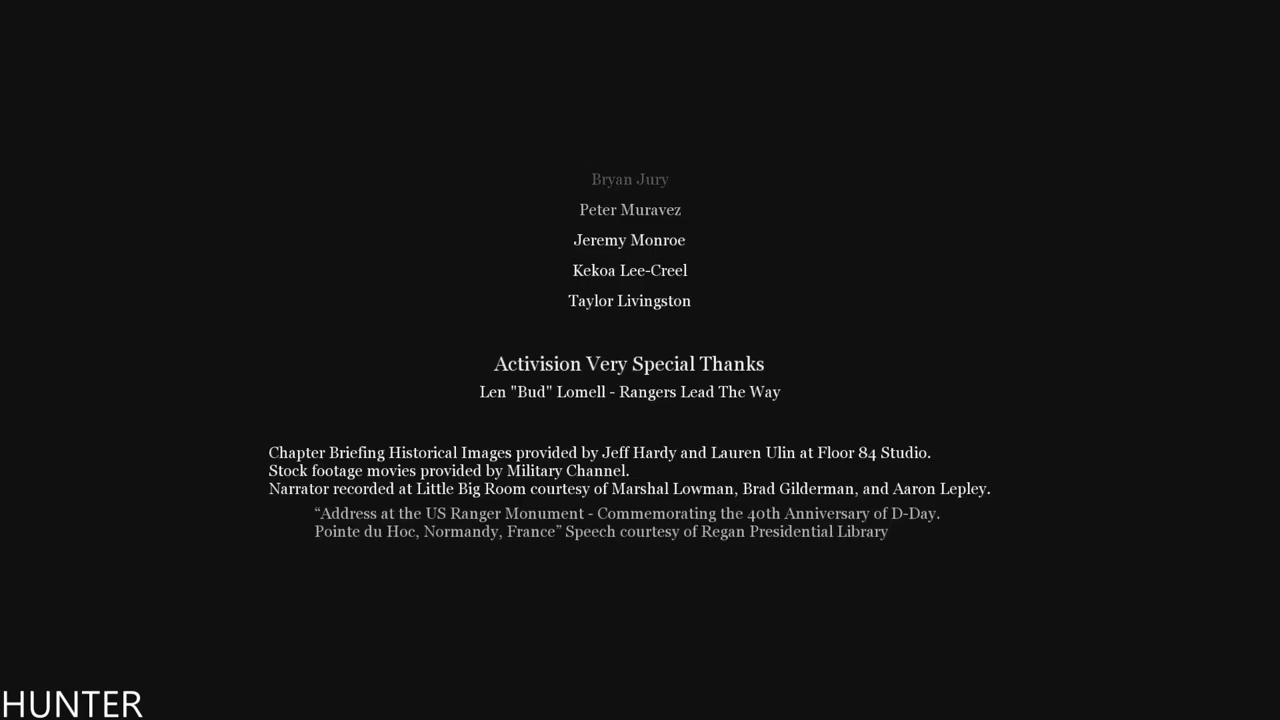 Bryan Jury
Peter Muravez
Jeremy Monroe
Kekoa Lee-Creel
Taylor Livingston
Activision Very Special Thanks
Len "Bud" Lomell - Rangers Lead The Way
Chapter Briefing Historical Images provided by Jeff Hardy and Lauren Ulin at Floor 84 Studio.
Stock footage movies provided by Military Channel.
Narrator recorded at Little Big Room courtesy of Marshal Lowman, Brad Gilderman, and Aaron Lepley.
“Address at the US Ranger Monument - Commemorating the 40th Anniversary of D-Day.
Pointe du Hoc, Normandy, France” Speech courtesy of Regan Presidential Library
HUNTER